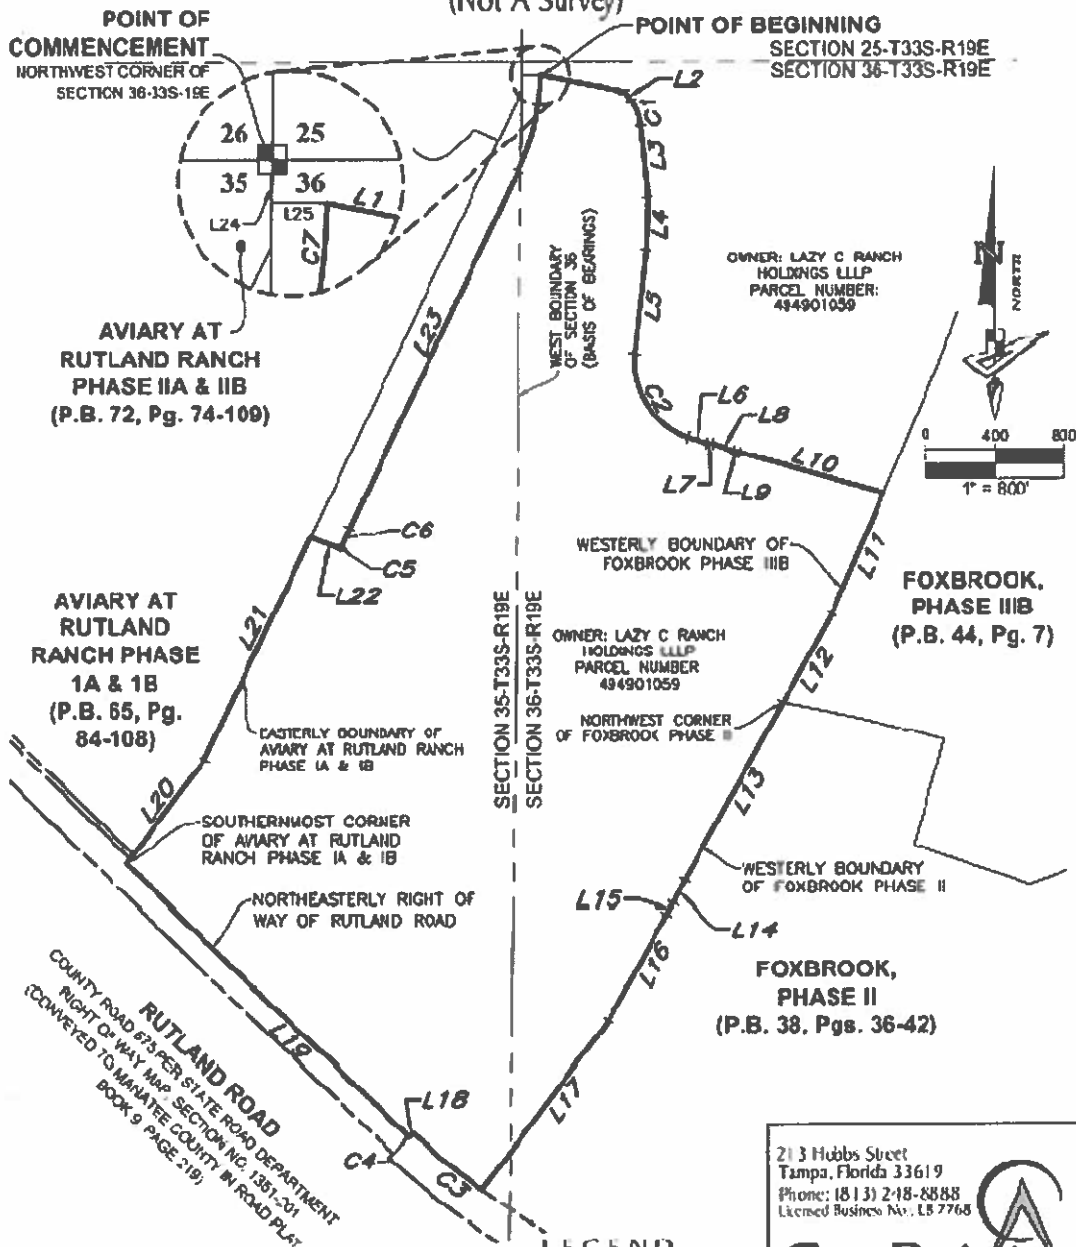 (Not A Survey)
POINT OF
COMMENCEMENT
NORTHWEST CORNER OF
SECTION 36-33S-19E
POINT OF BEGINNING
SECTION 25-T33S-R19E
SECTION 36-T33S-R19E
26
25
35
36
L24
L25
L1
C7
L2
C1
L3
L4
L5
C2
L6
L7
L8
L9
L10
L11
L12
L13
L14
L15
L16
L17
C3
C4
L18
L19
L20
L21
L22
C5
C6
L23
AVIARY AT
RUTLAND RANCH
PHASE IIA & IIB
(P.B. 72, Pg. 74-109)
WEST BOUNDARY
OF SECTION 36
(BASIS OF BEARINGS)
OWNER: LAZY C RANCH
HOLDINGS LLLP
PARCEL NUMBER:
494901059
N
NORTH
0 400 800
1" = 800'
WESTERLY BOUNDARY OF
FOXBROOK PHASE IIIB
FOXBROOK,
PHASE IIIB
(P.B. 44, Pg. 7)
AVIARY AT
RUTLAND
RANCH PHASE
1A & 1B
(P.B. 65, Pg.
84-108)
OWNER: LAZY C RANCH
HOLDINGS LLLP
PARCEL NUMBER
494901059
SECTION 35-T33S-R19E
SECTION 36-T33S-R19E
NORTHWEST CORNER
OF FOXBROOK PHASE II
EASTERLY BOUNDARY OF
AVIARY AT RUTLAND RANCH
PHASE IA & IB
SOUTHERNMOST CORNER
OF AVIARY AT RUTLAND
RANCH PHASE IA & IB
NORTHEASTERLY RIGHT OF
WAY OF RUTLAND ROAD
WESTERLY BOUNDARY
OF FOXBROOK PHASE II
FOXBROOK,
PHASE II
(P.B. 38, Pgs. 36-42)
RUTLAND ROAD
COUNTY ROAD 675 PER STATE ROAD DEPARTMENT
RIGHT OF WAY MAP, SECTION NO. 1351-201
(CONVEYED TO MANATEE COUNTY IN ROAD PLAT
BOOK 9 PAGE 219)
213 Hobbs Street
Tampa, Florida 33619
Phone: (813) 248-8888
Licensed Business No.: LB 7768
LEGEND